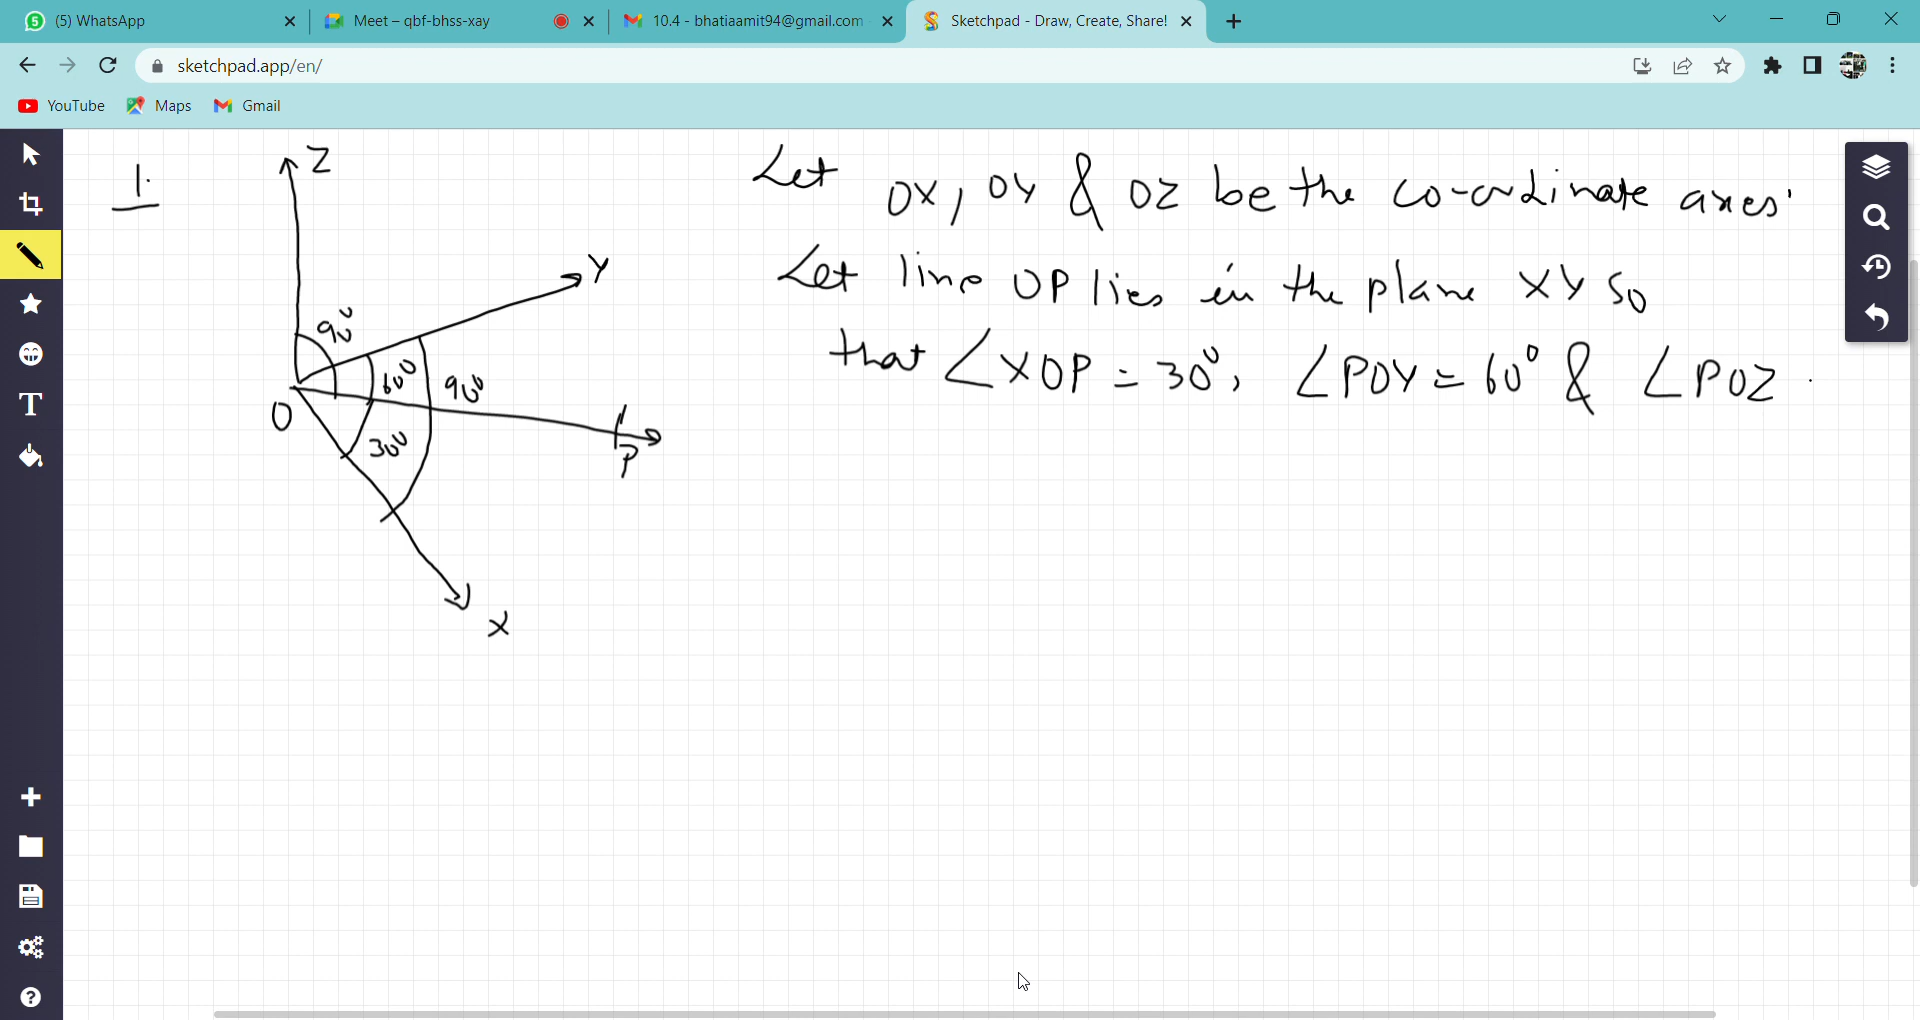 (5) WhatsApp
Meet – qbf-bhss-xay
10.4 - bhatiaamit94@gmail.com
Sketchpad - Draw, Create, Share!
sketchpad.app/en/
YouTube
Maps
Gmail
1.
Z
Y
90°
60°
90°
O
30°
P
X
Let OX, OY & OZ be the co-ordinate axes.
Let line OP lies in the plane XY so
that ∠XOP = 30°, ∠POY = 60° & ∠POZ